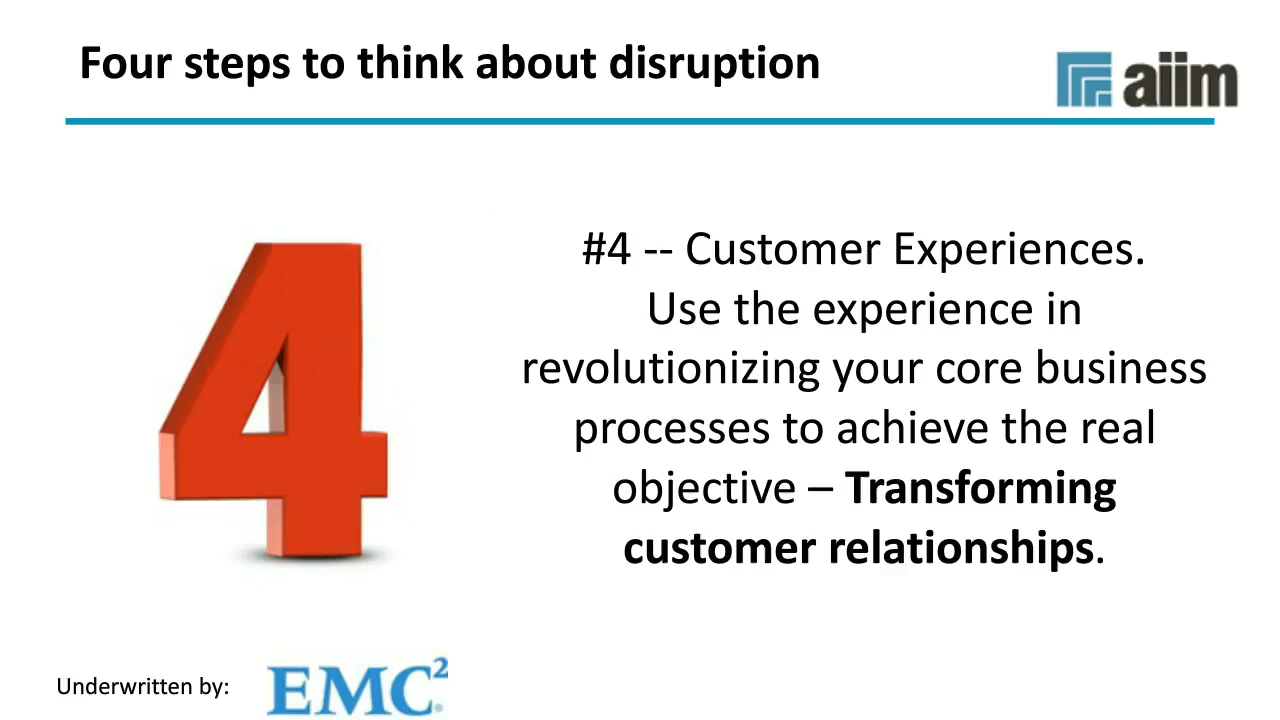 Four steps to think about disruption
aiim
4
#4 -- Customer Experiences.
Use the experience in
revolutionizing your core business
processes to achieve the real
objective – Transforming
customer relationships.
Underwritten by:
EMC²